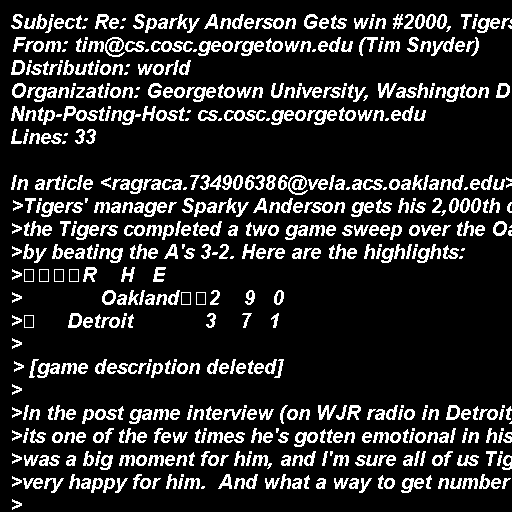 Subject: Re: Sparky Anderson Gets win #2000, Tigers
From: tim@cs.cosc.georgetown.edu (Tim Snyder)
Distribution: world
Organization: Georgetown University, Washington D
Nntp-Posting-Host: cs.cosc.georgetown.edu
Lines: 33

In article <ragraca.734906386@vela.acs.oakland.edu>
>Tigers' manager Sparky Anderson gets his 2,000th
>the Tigers completed a two game sweep over the Oa
>by beating the A's 3-2. Here are the highlights:
>□□□□R H E
> Oakland□□2 9 0
>□ Detroit 3 7 1
>
> [game description deleted]
>
>In the post game interview (on WJR radio in Detroit
>its one of the few times he's gotten emotional in his
>was a big moment for him, and I'm sure all of us Tig
>very happy for him. And what a way to get number
>